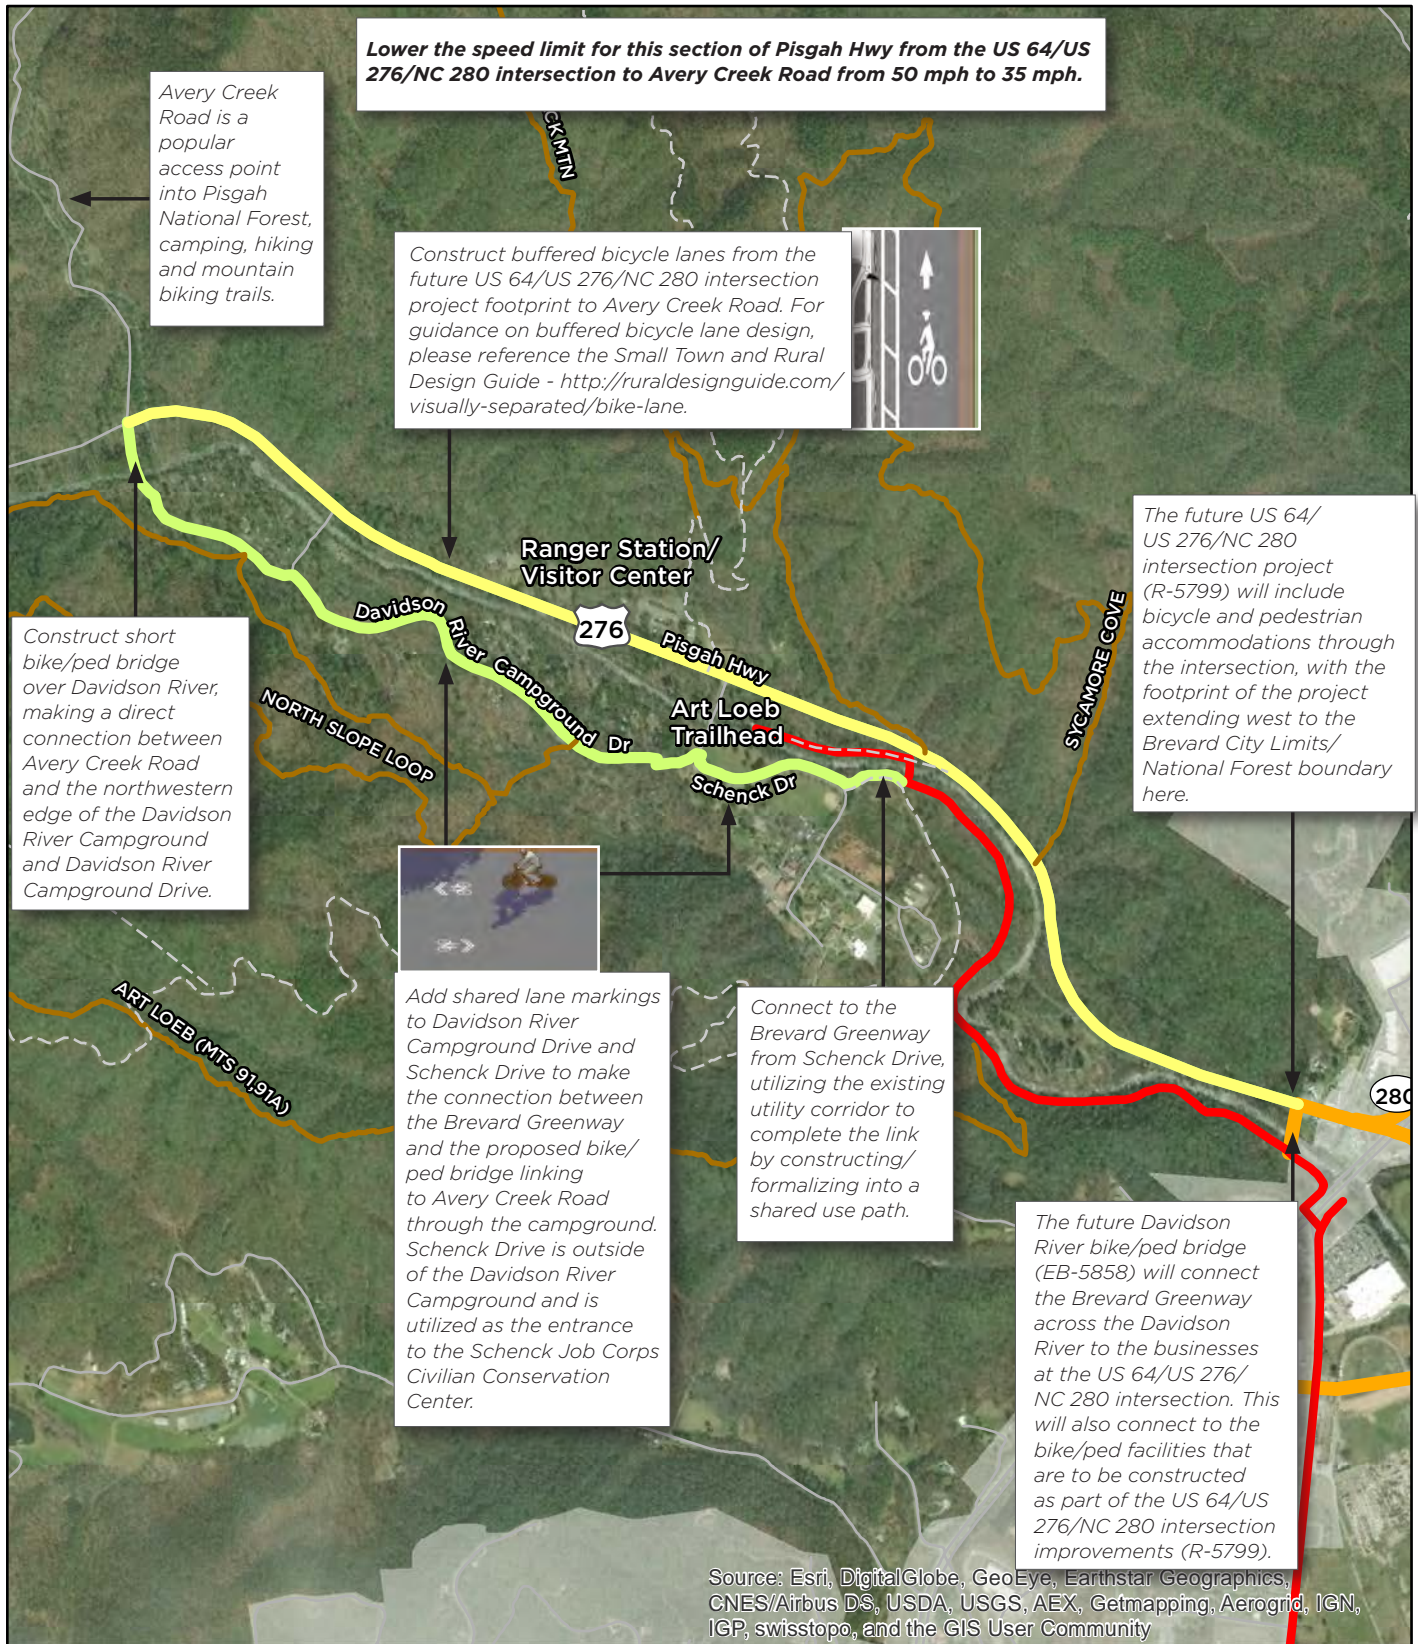 Lower the speed limit for this section of Pisgah Hwy from the US 64/US
276/NC 280 intersection to Avery Creek Road from 50 mph to 35 mph.
Avery Creek
Road is a
popular
access point
into Pisgah
National Forest,
camping, hiking
and mountain
biking trails.
CK MTN
Construct buffered bicycle lanes from the
future US 64/US 276/NC 280 intersection
project footprint to Avery Creek Road. For
guidance on buffered bicycle lane design,
please reference the Small Town and Rural
Design Guide - http://ruraldesignguide.com/
visually-separated/bike-lane.
The future US 64/
US 276/NC 280
intersection project
(R-5799) will include
bicycle and pedestrian
accommodations through
the intersection, with the
footprint of the project
extending west to the
Brevard City Limits/
National Forest boundary
here.
Ranger Station/
Visitor Center
276
Pisgah Hwy
Davidson River Campground Dr
SYCAMORE COVE
Construct short
bike/ped bridge
over Davidson River,
making a direct
connection between
Avery Creek Road
and the northwestern
edge of the Davidson
River Campground
and Davidson River
Campground Drive.
NORTH SLOPE LOOP
Art Loeb
Trailhead
Schenck Dr
ART LOEB (MTS 91,91A)
Add shared lane markings
to Davidson River
Campground Drive and
Schenck Drive to make
the connection between
the Brevard Greenway
and the proposed bike/
ped bridge linking
to Avery Creek Road
through the campground.
Schenck Drive is outside
of the Davidson River
Campground and is
utilized as the entrance
to the Schenck Job Corps
Civilian Conservation
Center.
Connect to the
Brevard Greenway
from Schenck Drive,
utilizing the existing
utility corridor to
complete the link
by constructing/
formalizing into a
shared use path.
280
The future Davidson
River bike/ped bridge
(EB-5858) will connect
the Brevard Greenway
across the Davidson
River to the businesses
at the US 64/US 276/
NC 280 intersection. This
will also connect to the
bike/ped facilities that
are to be constructed
as part of the US 64/US
276/NC 280 intersection
improvements (R-5799).
Source: Esri, DigitalGlobe, GeoEye, Earthstar Geographics,
CNES/Airbus DS, USDA, USGS, AEX, Getmapping, Aerogrid, IGN,
IGP, swisstopo, and the GIS User Community